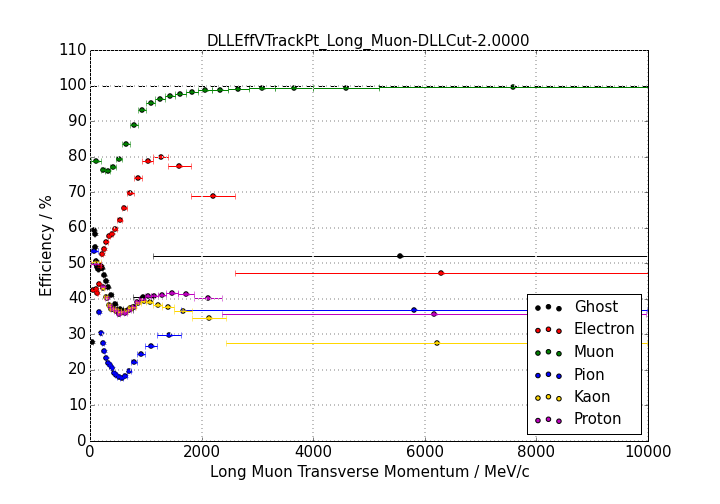 DLLEffVTrackPt_Long_Muon-DLLCut-2.0000
110
100
90
80
70
60
50
40
30
20
10
0
Efficiency / %
0 2000 4000 6000 8000 10000
Long Muon Transverse Momentum / MeV/c
Ghost
Electron
Muon
Pion
Kaon
Proton